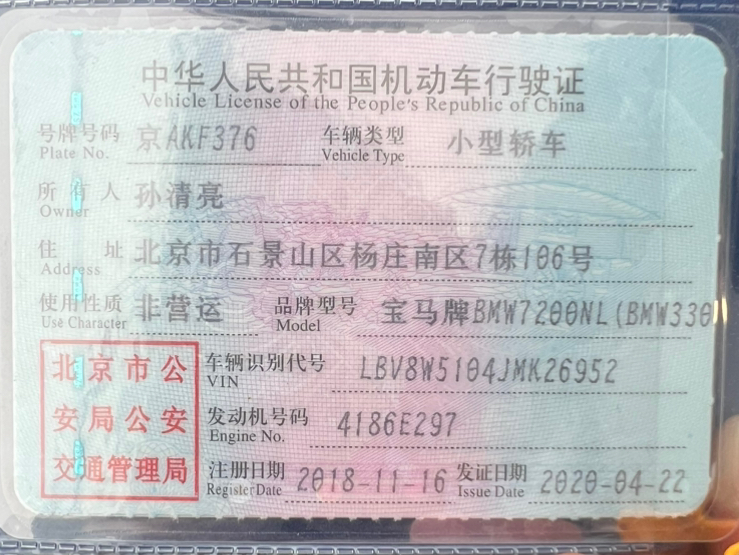 中华人民共和国机动车行驶证
Vehicle License of the People's Republic of China
号牌号码 京AKF376 车辆类型 小型轿车
Plate No. Vehicle Type
所有人 孙清亮
Owner
住址 北京市石景山区杨庄南区7栋106号
Address
使用性质 非营运 品牌型号 宝马牌BMW7200NL(BMW330
Use Character Model
北京市公 车辆识别代号 LBV8W5104JMK26952
VIN
安局公安 发动机号码 4186E297
Engine No.
交通管理局 注册日期 2018-11-16 发证日期 2020-04-22
Register Date Issue Date